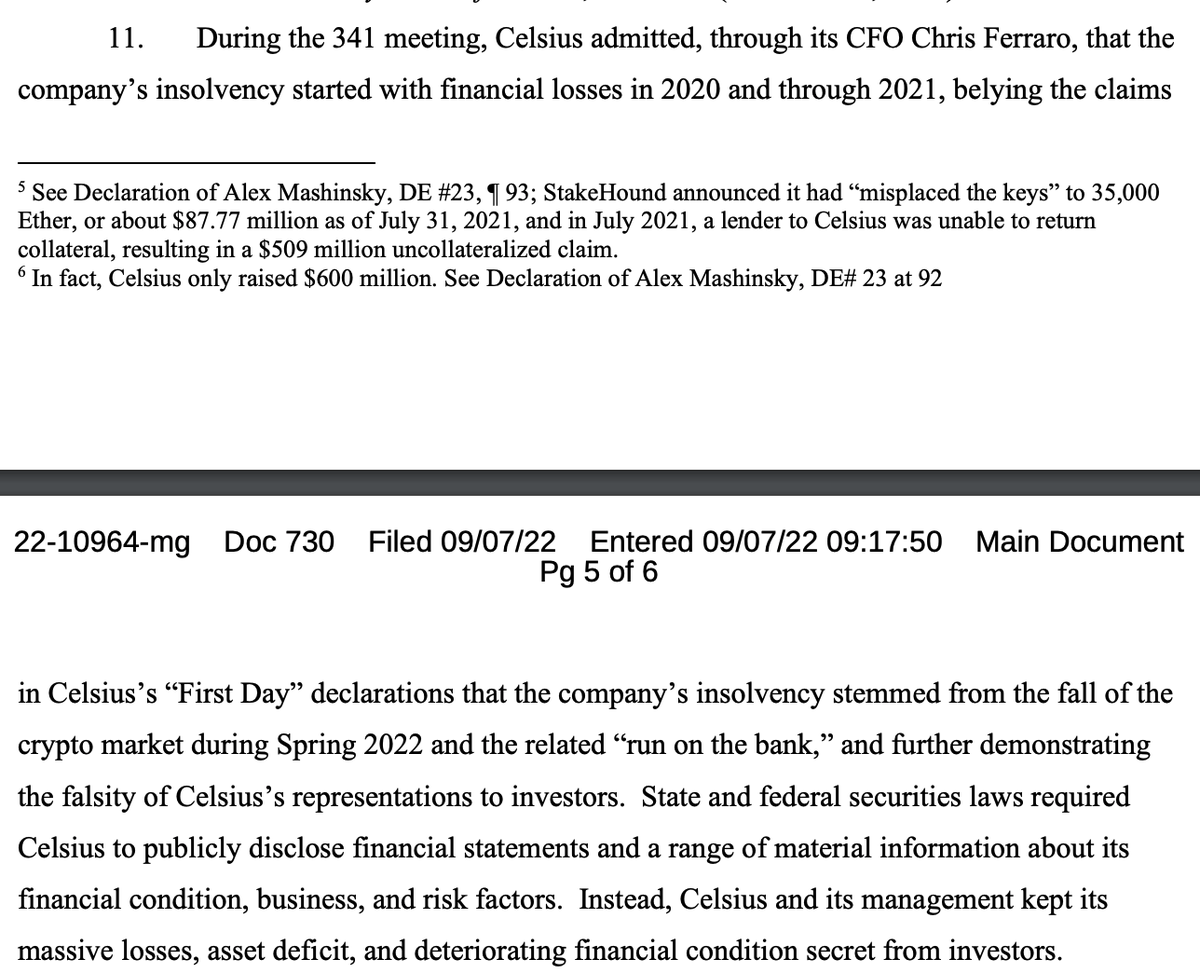 11. During the 341 meeting, Celsius admitted, through its CFO Chris Ferraro, that the
company’s insolvency started with financial losses in 2020 and through 2021, belying the claims
5 See Declaration of Alex Mashinsky, DE #23, ¶ 93; StakeHound announced it had “misplaced the keys” to 35,000
Ether, or about $87.77 million as of July 31, 2021, and in July 2021, a lender to Celsius was unable to return
collateral, resulting in a $509 million uncollateralized claim.
6 In fact, Celsius only raised $600 million. See Declaration of Alex Mashinsky, DE# 23 at 92
22-10964-mg Doc 730 Filed 09/07/22 Entered 09/07/22 09:17:50 Main Document
Pg 5 of 6
in Celsius’s “First Day” declarations that the company’s insolvency stemmed from the fall of the
crypto market during Spring 2022 and the related “run on the bank,” and further demonstrating
the falsity of Celsius’s representations to investors. State and federal securities laws required
Celsius to publicly disclose financial statements and a range of material information about its
financial condition, business, and risk factors. Instead, Celsius and its management kept its
massive losses, asset deficit, and deteriorating financial condition secret from investors.